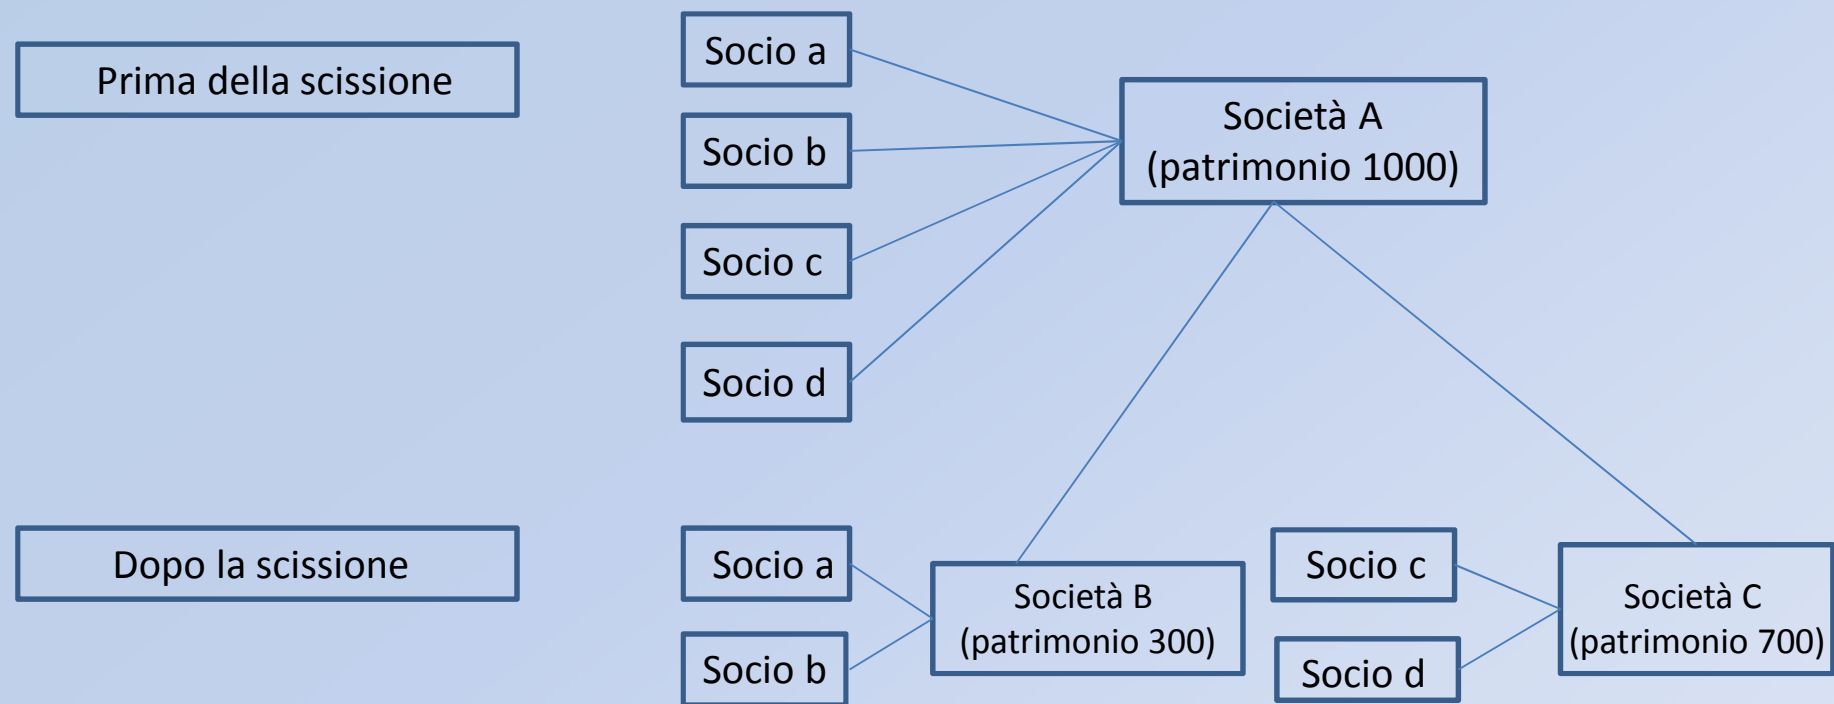 Prima della scissione
Socio a
Socio b
Socio c
Socio d
Società A
(patrimonio 1000)
Dopo la scissione
Socio a
Socio b
Società B
(patrimonio 300)
Socio c
Socio d
Società C
(patrimonio 700)